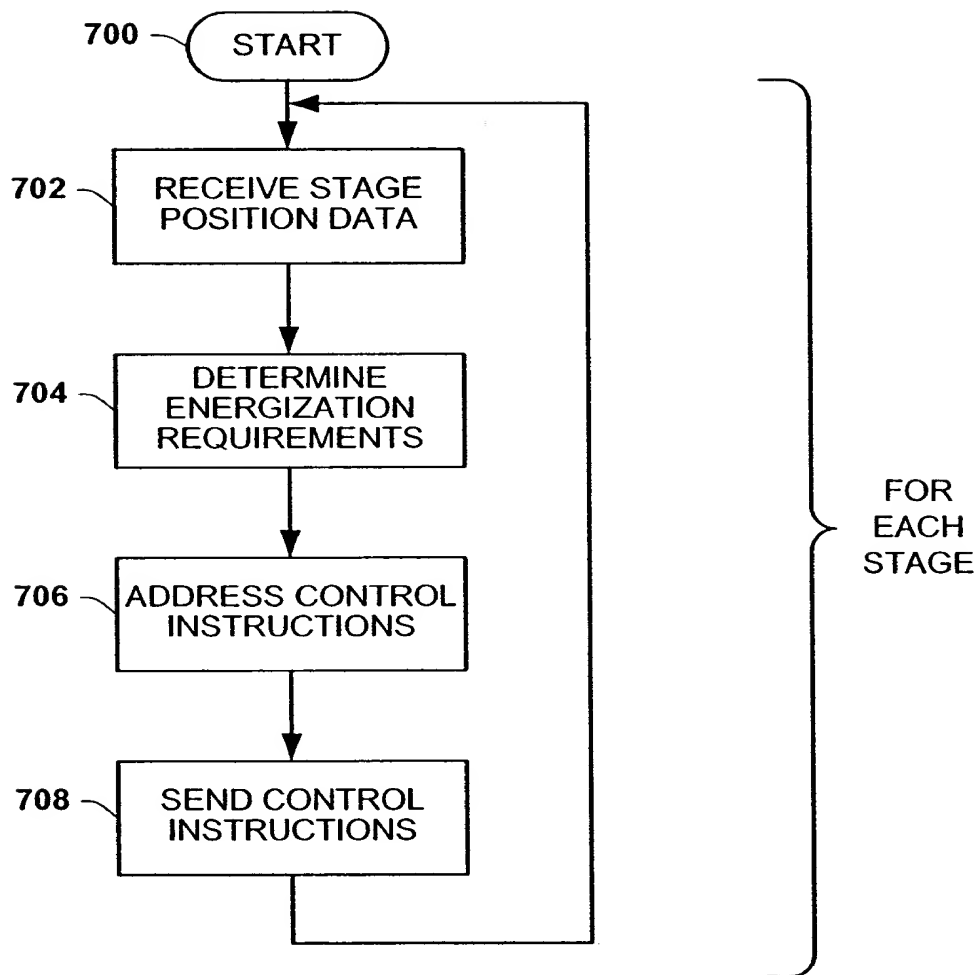 700
START
702
RECEIVE STAGE
POSITION DATA
704
DETERMINE
ENERGIZATION
REQUIREMENTS
706
ADDRESS CONTROL
INSTRUCTIONS
708
SEND CONTROL
INSTRUCTIONS
FOR
EACH
STAGE